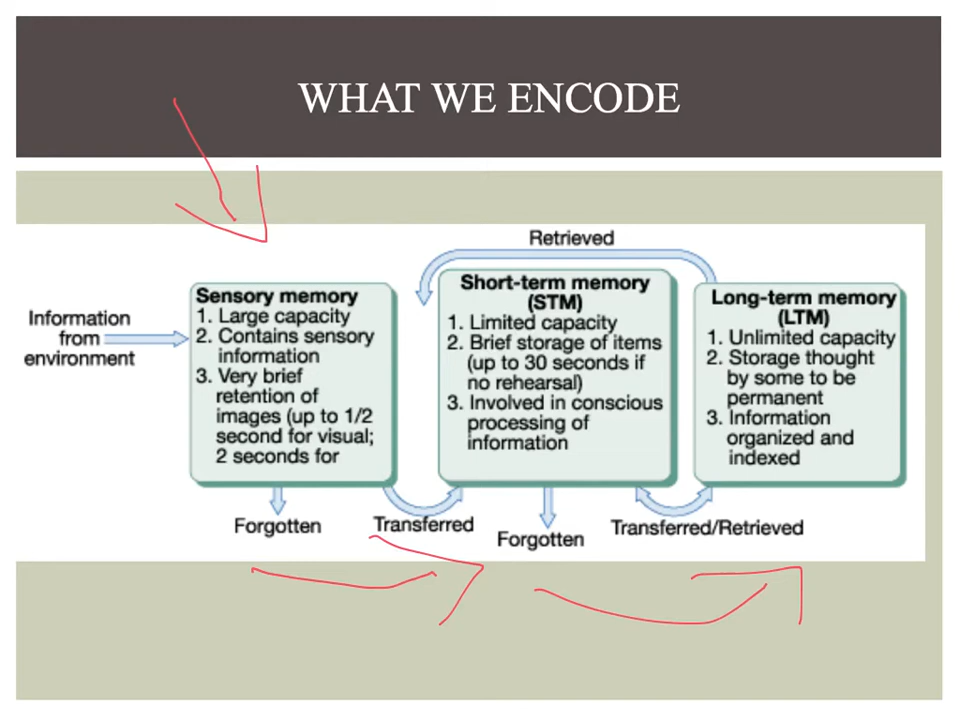 WHAT WE ENCODE
Retrieved
Information
from
environment
Sensory memory
1. Large capacity
2. Contains sensory
information
3. Very brief
retention of
images (up to 1/2
second for visual;
2 seconds for
Short-term memory
(STM)
1. Limited capacity
2. Brief storage of items
(up to 30 seconds if
no rehearsal)
3. Involved in conscious
processing of
information
Long-term memory
(LTM)
1. Unlimited capacity
2. Storage thought
by some to be
permanent
3. Information
organized and
indexed
Forgotten
Transferred
Forgotten
Transferred/Retrieved